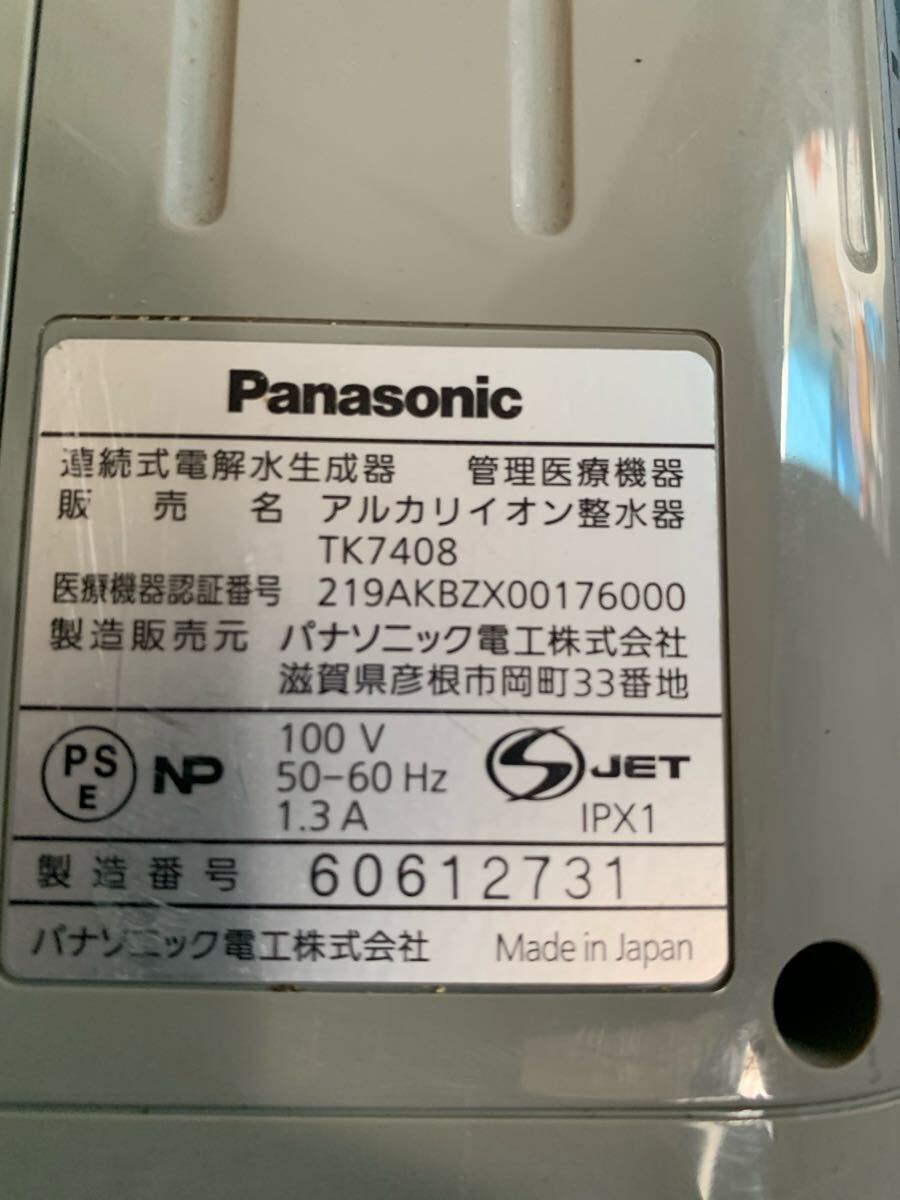 Panasonic
連続式電解水生成器 管理医療機器
販売名 アルカリイオン整水器
TK7408
医療機器認証番号 219AKBZX00176000
製造販売元 パナソニック電工株式会社
滋賀県彦根市岡町33番地
PS E NP 100 V
50-60 Hz
1.3 A
S JET
IPX1
製造番号 60612731
パナソニック電工株式会社 Made in Japan